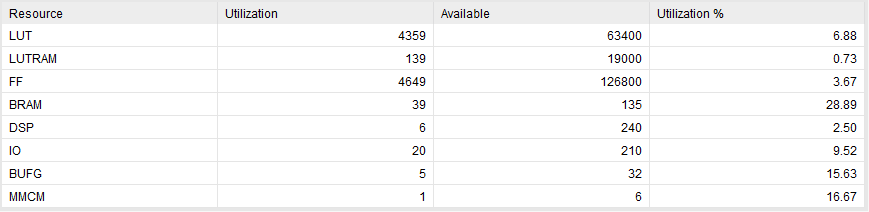 Resource Utilization Available Utilization %
LUT 4359 63400 6.88
LUTRAM 139 19000 0.73
FF 4649 126800 3.67
BRAM 39 135 28.89
DSP 6 240 2.50
IO 20 210 9.52
BUFG 5 32 15.63
MMCM 1 6 16.67